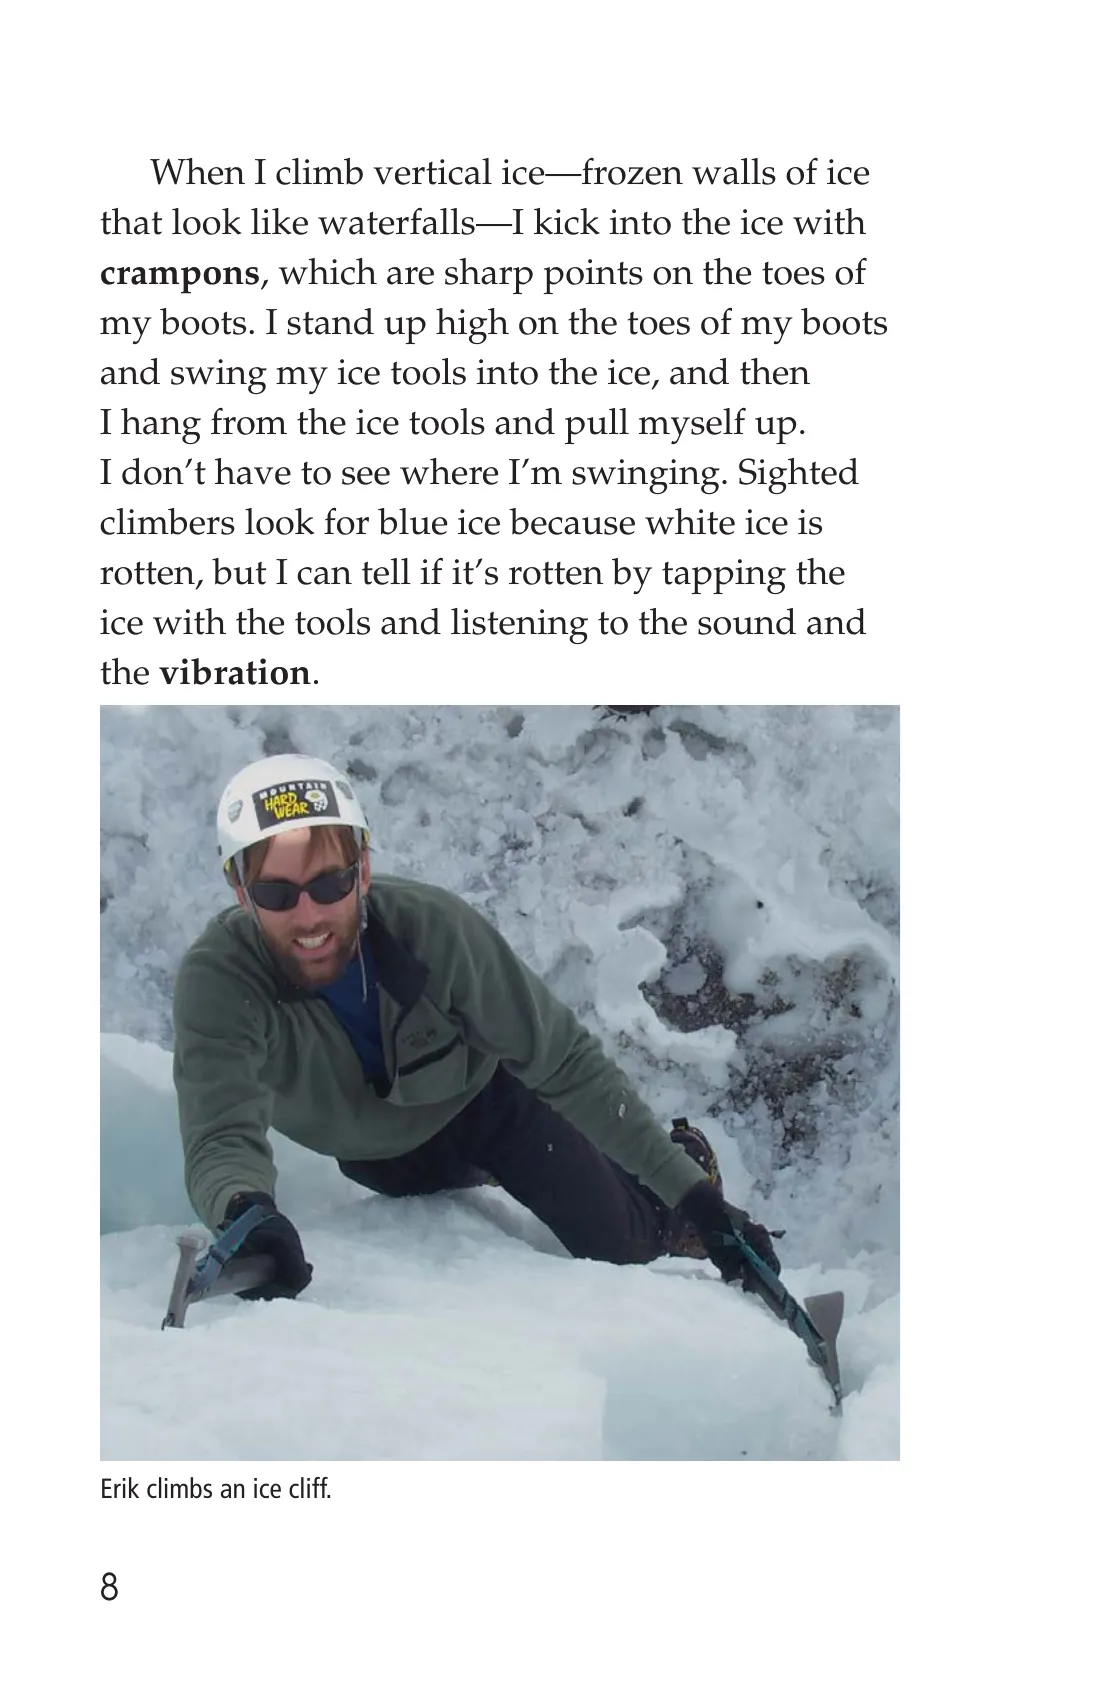 When I climb vertical ice—frozen walls of ice
that look like waterfalls—I kick into the ice with
crampons, which are sharp points on the toes of
my boots. I stand up high on the toes of my boots
and swing my ice tools into the ice, and then
I hang from the ice tools and pull myself up.
I don’t have to see where I’m swinging. Sighted
climbers look for blue ice because white ice is
rotten, but I can tell if it’s rotten by tapping the
ice with the tools and listening to the sound and
the vibration.
MOUNTAIN
HARD
WEAR
Erik climbs an ice cliff.
8